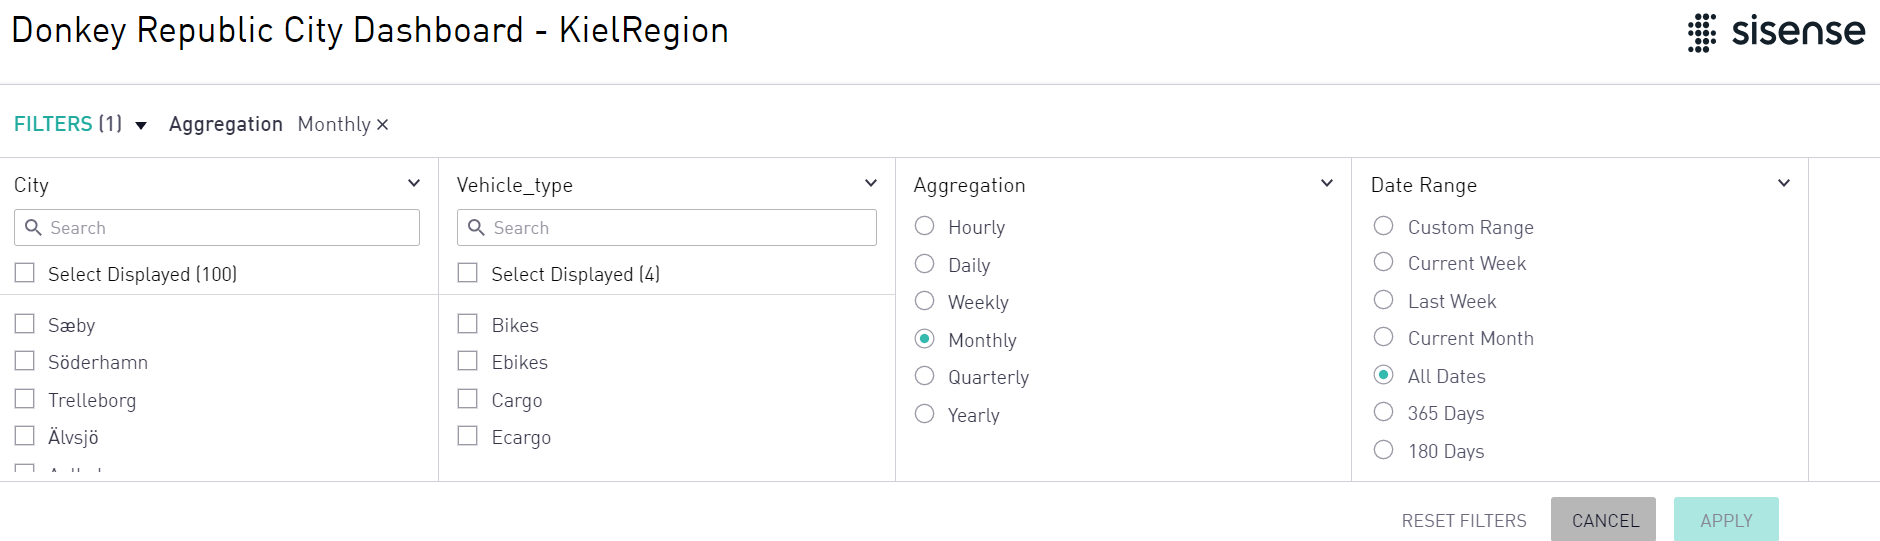 Donkey Republic City Dashboard - KielRegion
sisense
FILTERS (1) Aggregation Monthly ×
City
Search
Select Displayed (100)
Sæby
Söderhamn
Trelleborg
Älvsjö
Vehicle_type
Search
Select Displayed (4)
Bikes
Ebikes
Cargo
Ecargo
Aggregation
Hourly
Daily
Weekly
Monthly
Quarterly
Yearly
Date Range
Custom Range
Current Week
Last Week
Current Month
All Dates
365 Days
180 Days
RESET FILTERS CANCEL APPLY